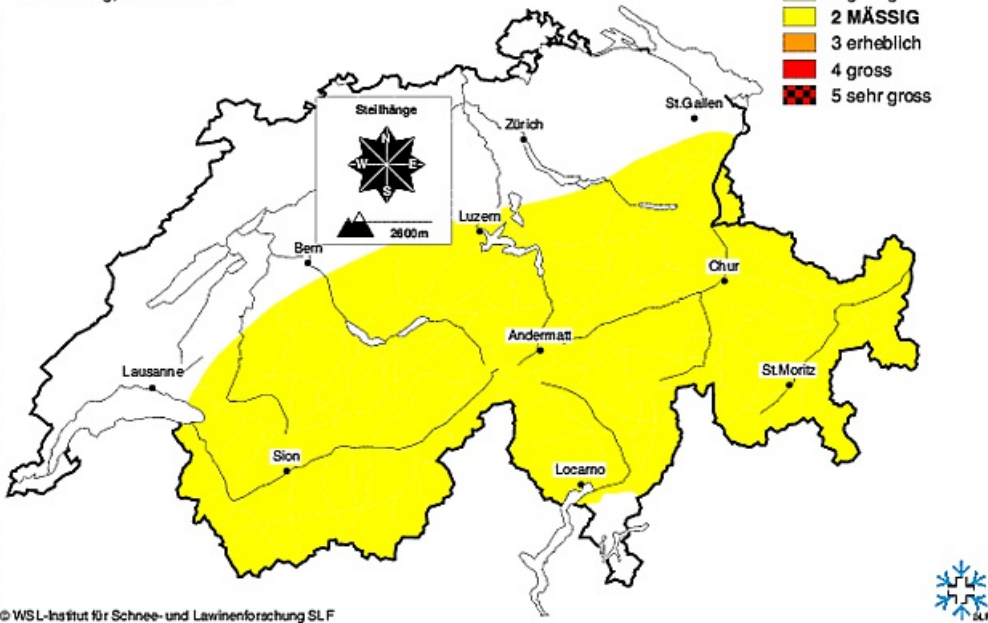 2 MÄSSIG
3 erheblich
4 gross
5 sehr gross
St.Gallen
Zürich
Steilhänge
N
W E
S
2600m
Luzern
Bern
Chur
Andermatt
Lausanne
St.Moritz
Sion
Locarno
© WSL-Institut für Schnee- und Lawinenforschung SLF
SLF